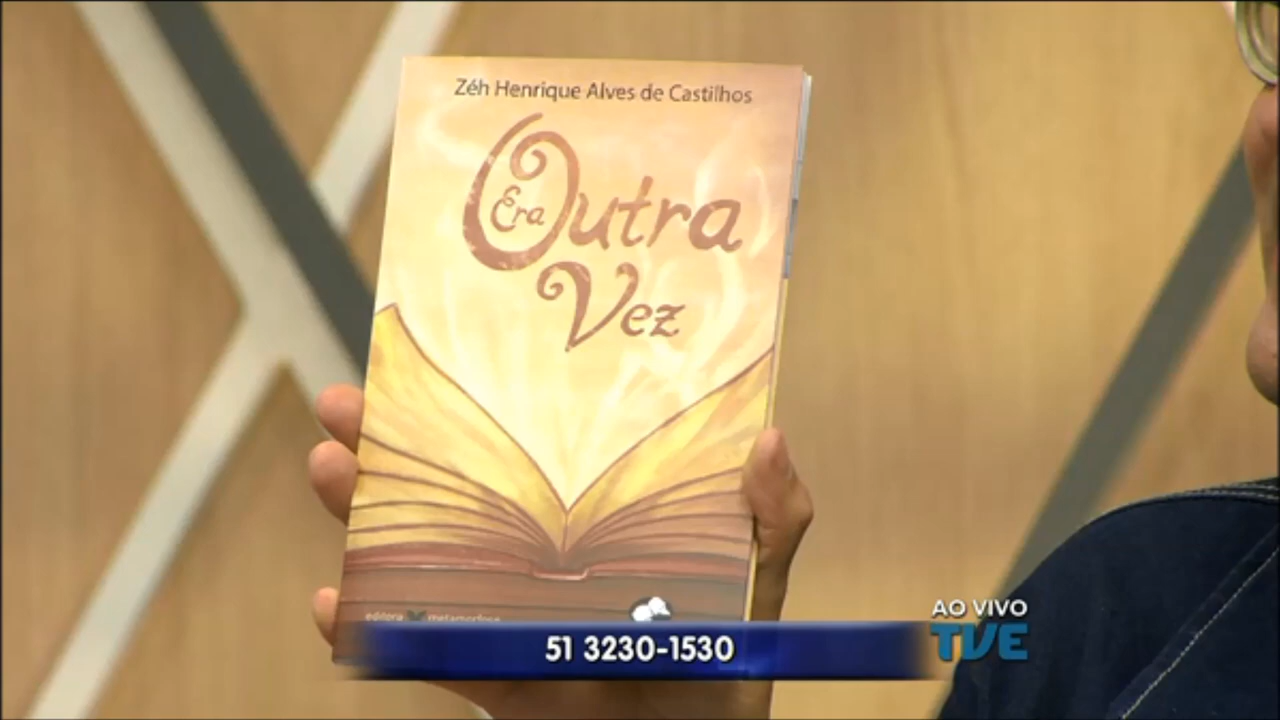 Zéh Henrique Alves de Castilhos
Era Outra
Vez
editora metamorfose
51 3230-1530
AO VIVO
TVE